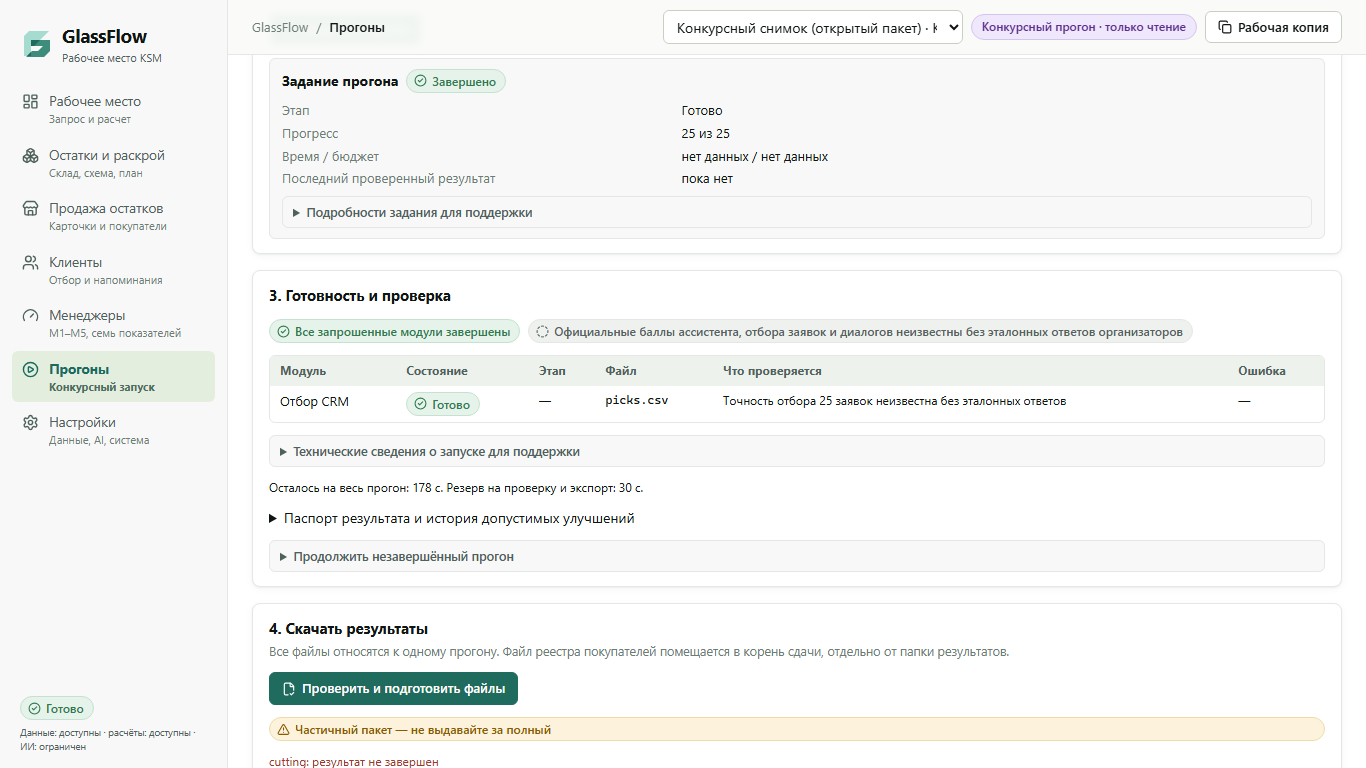 GlassFlow
Рабочее место KSM
Рабочее место
Запрос и расчет
Остатки и раскрой
Склад, схема, план
Продажа остатков
Карточки и покупатели
Клиенты
Отбор и напоминания
Менеджеры
M1–M5, семь показателей
Прогоны
Конкурсный запуск
Настройки
Данные, AI, система
Готово
Данные: доступны · расчёты: доступны ·
ИИ: ограничен
GlassFlow / Прогоны
Конкурсный снимок (открытый пакет) ·
Конкурсный прогон · только чтение
Рабочая копия
Задание прогона Завершено
Этап Готово
Прогресс 25 из 25
Время / бюджет нет данных / нет данных
Последний проверенный результат пока нет
Подробности задания для поддержки
3. Готовность и проверка
Все запрошенные модули завершены
Официальные баллы ассистента, отбора заявок и диалогов неизвестны без эталонных ответов организаторов
Модуль Состояние Этап Файл Что проверяется Ошибка
Отбор CRM Готово — picks.csv Точность отбора 25 заявок неизвестна без эталонных ответов —
Технические сведения о запуске для поддержки
Осталось на весь прогон: 178 с. Резерв на проверку и экспорт: 30 с.
Паспорт результата и история допустимых улучшений
Продолжить незавершённый прогон
4. Скачать результаты
Все файлы относятся к одному прогону. Файл реестра покупателей помещается в корень сдачи, отдельно от папки результатов.
Проверить и подготовить файлы
Частичный пакет — не выдавайте за полный
cutting: результат не завершен